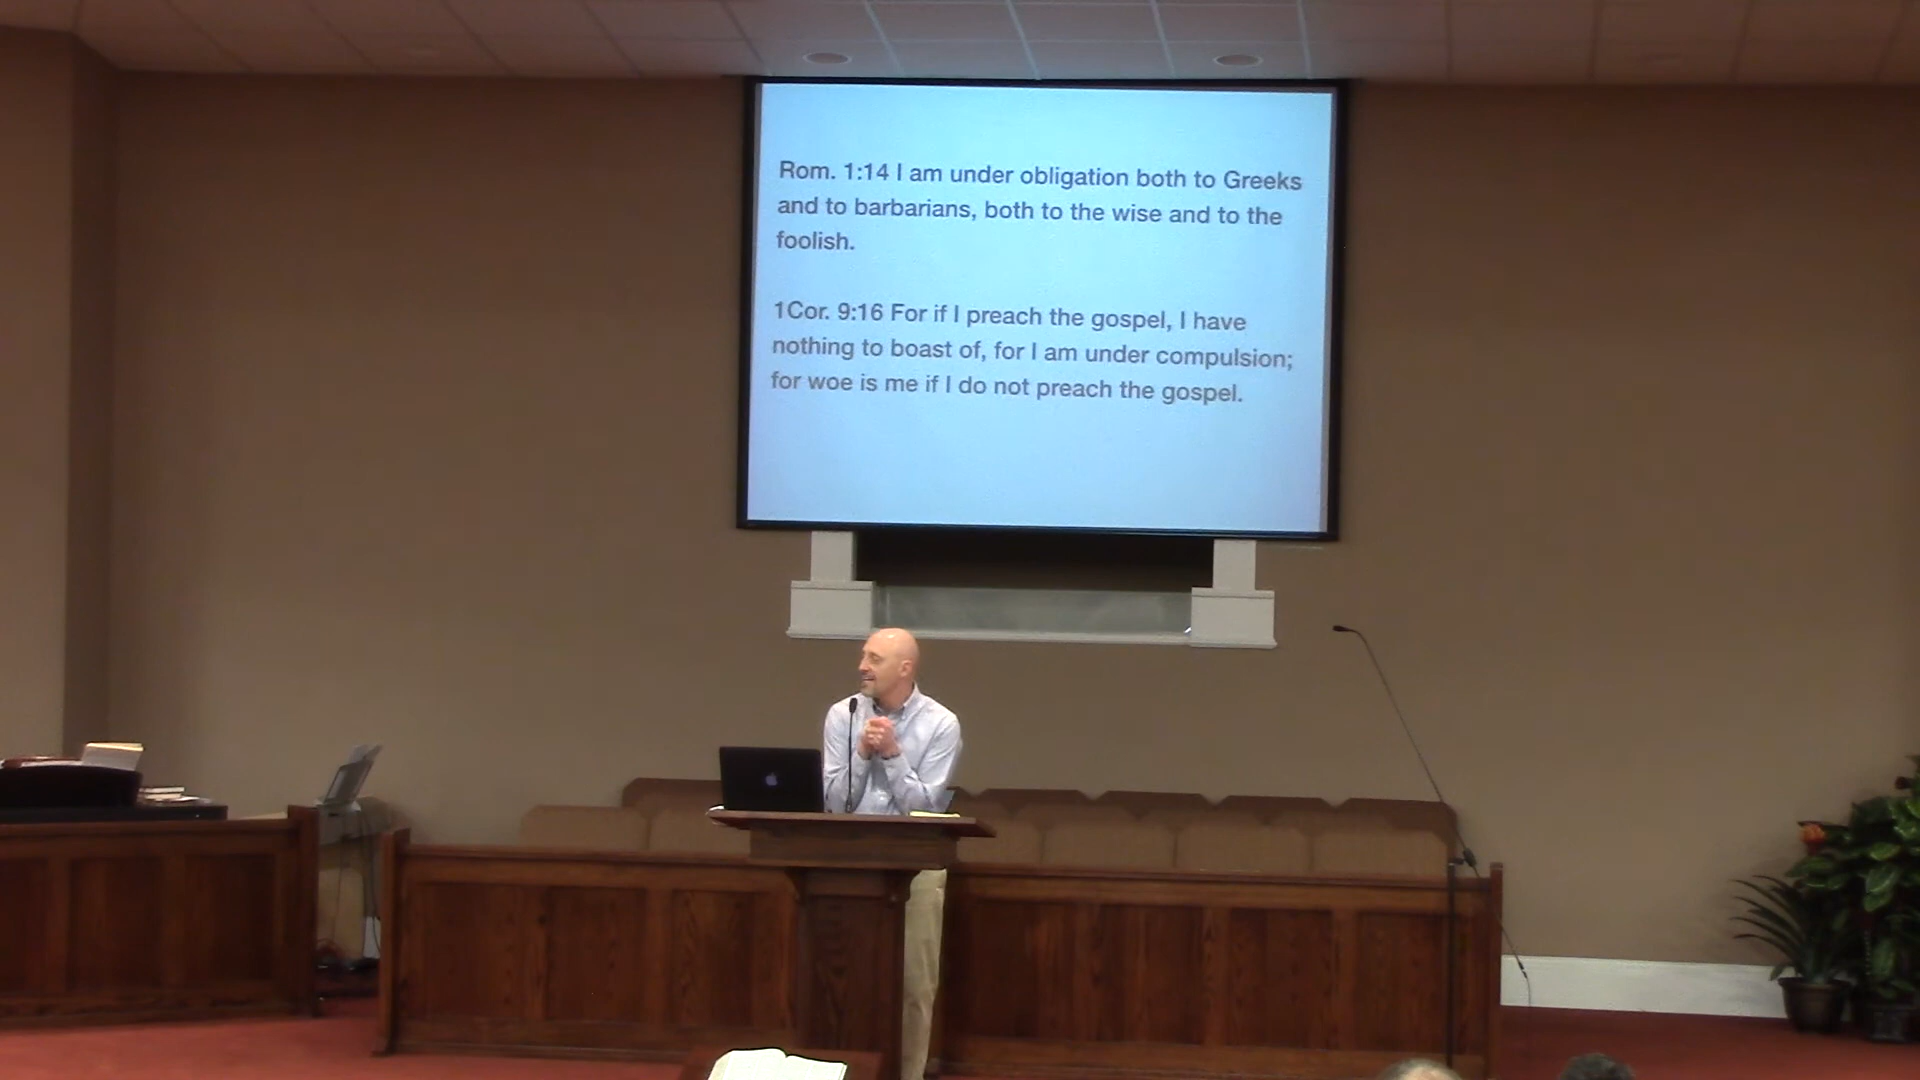 Rom. 1:14 I am under obligation both to Greeks
and to barbarians, both to the wise and to the
foolish.
1Cor. 9:16 For if I preach the gospel, I have
nothing to boast of, for I am under compulsion;
for woe is me if I do not preach the gospel.